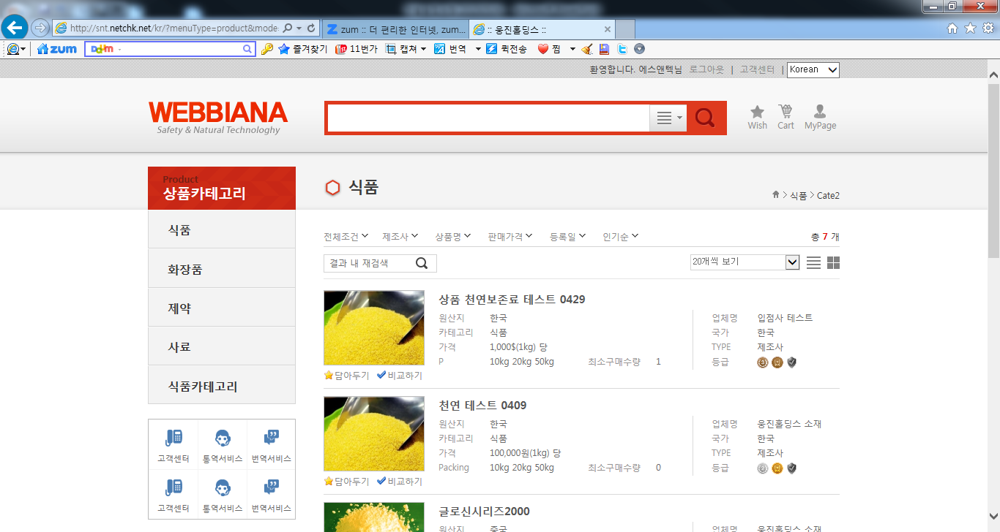 http://snt.netchk.net/kr/?menuType=product&mode
zum :: 더 편리한 인터넷, zum...
:: 웅진홀딩스 ::
zum
Daum
즐겨찾기
11번가
캡쳐
번역
퀵전송
찜
환영합니다. 에스앤텍님 로그아웃 | 고객센터 | Korean
WEBBIANA
Safety & Natural Technologhy
Wish Cart MyPage
Product
상품카테고리
식품
화장품
제약
사료
식품카테고리
고객센터 통역서비스 번역서비스
고객센터 통역서비스 번역서비스
식품
식품 > Cate2
전체조건 제조사 상품명 판매가격 등록일 인기순 총 7 개
결과 내 재검색 20개씩 보기
상품 천연보존료 테스트 0429
원산지 한국 업체명 입점사 테스트
카테고리 식품 국가 한국
가격 1,000$(1kg) 당 TYPE 제조사
P 10kg 20kg 50kg 최소구매수량 1 등급
담아두기 비교하기
천연 테스트 0409
원산지 한국 업체명 웅진홀딩스 소재
카테고리 식품 국가 한국
가격 100,000원(1kg) 당 TYPE 제조사
Packing 10kg 20kg 50kg 최소구매수량 0 등급
담아두기 비교하기
글로신시리즈2000
원산지 중국 업체명 웅진홀딩스 소재